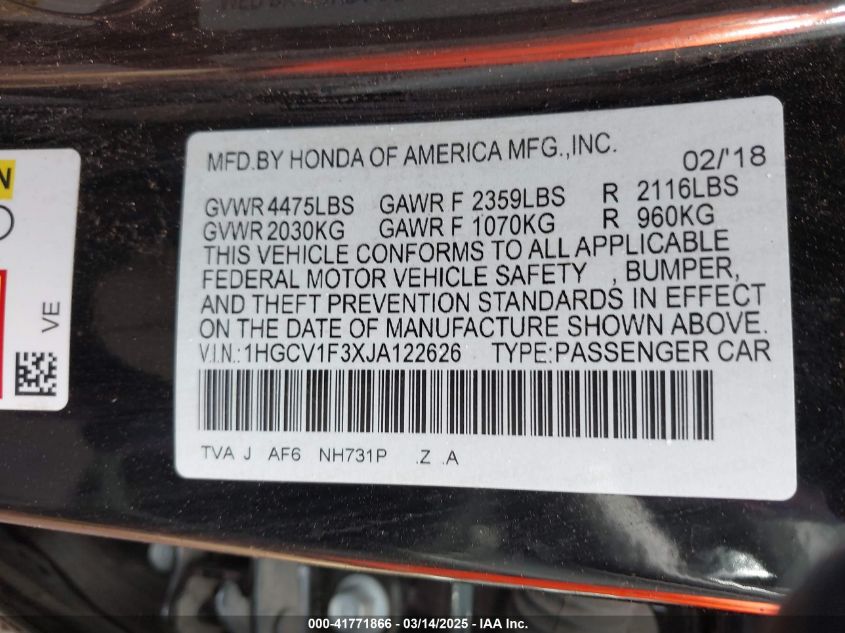 MFD.BY HONDA OF AMERICA MFG.,INC. 02/'18
GVWR 4475LBS GAWR F 2359LBS R 2116LBS
GVWR 2030KG GAWR F 1070KG R 960KG
THIS VEHICLE CONFORMS TO ALL APPLICABLE
FEDERAL MOTOR VEHICLE SAFETY , BUMPER,
AND THEFT PREVENTION STANDARDS IN EFFECT
ON THE DATE OF MANUFACTURE SHOWN ABOVE.
V.I.N.:1HGCV1F3XJA122626 TYPE:PASSENGER CAR
TVA J AF6 NH731P .Z .A
VE
000-41771866 — 03/14/2025 — IAA Inc.